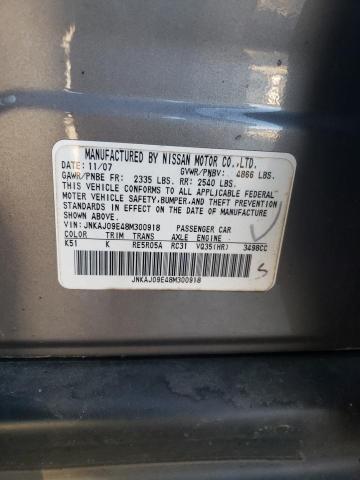 MANUFACTURED BY NISSAN MOTOR CO.,LTD.
DATE: 11/07 GVWR/PNBV: 4866 LBS.
GAWR/PNBE FR: 2335 LBS. RR: 2540 LBS.
THIS VEHICLE CONFORMS TO ALL APPLICABLE FEDERAL
MOTOR VEHICLE SAFETY, BUMPER, AND THEFT PREVENTION
STANDARDS IN EFFECT ON THE DATE OF MANUFACTURE
SHOWN ABOVE.
VIN: JNKAJ09E48M300918 PASSENGER CAR
COLOR TRIM TRANS AXLE ENGINE
K51 K RE5R05A RC31 VQ35(HR) 3498CC
JNKAJ09E48M300918
S